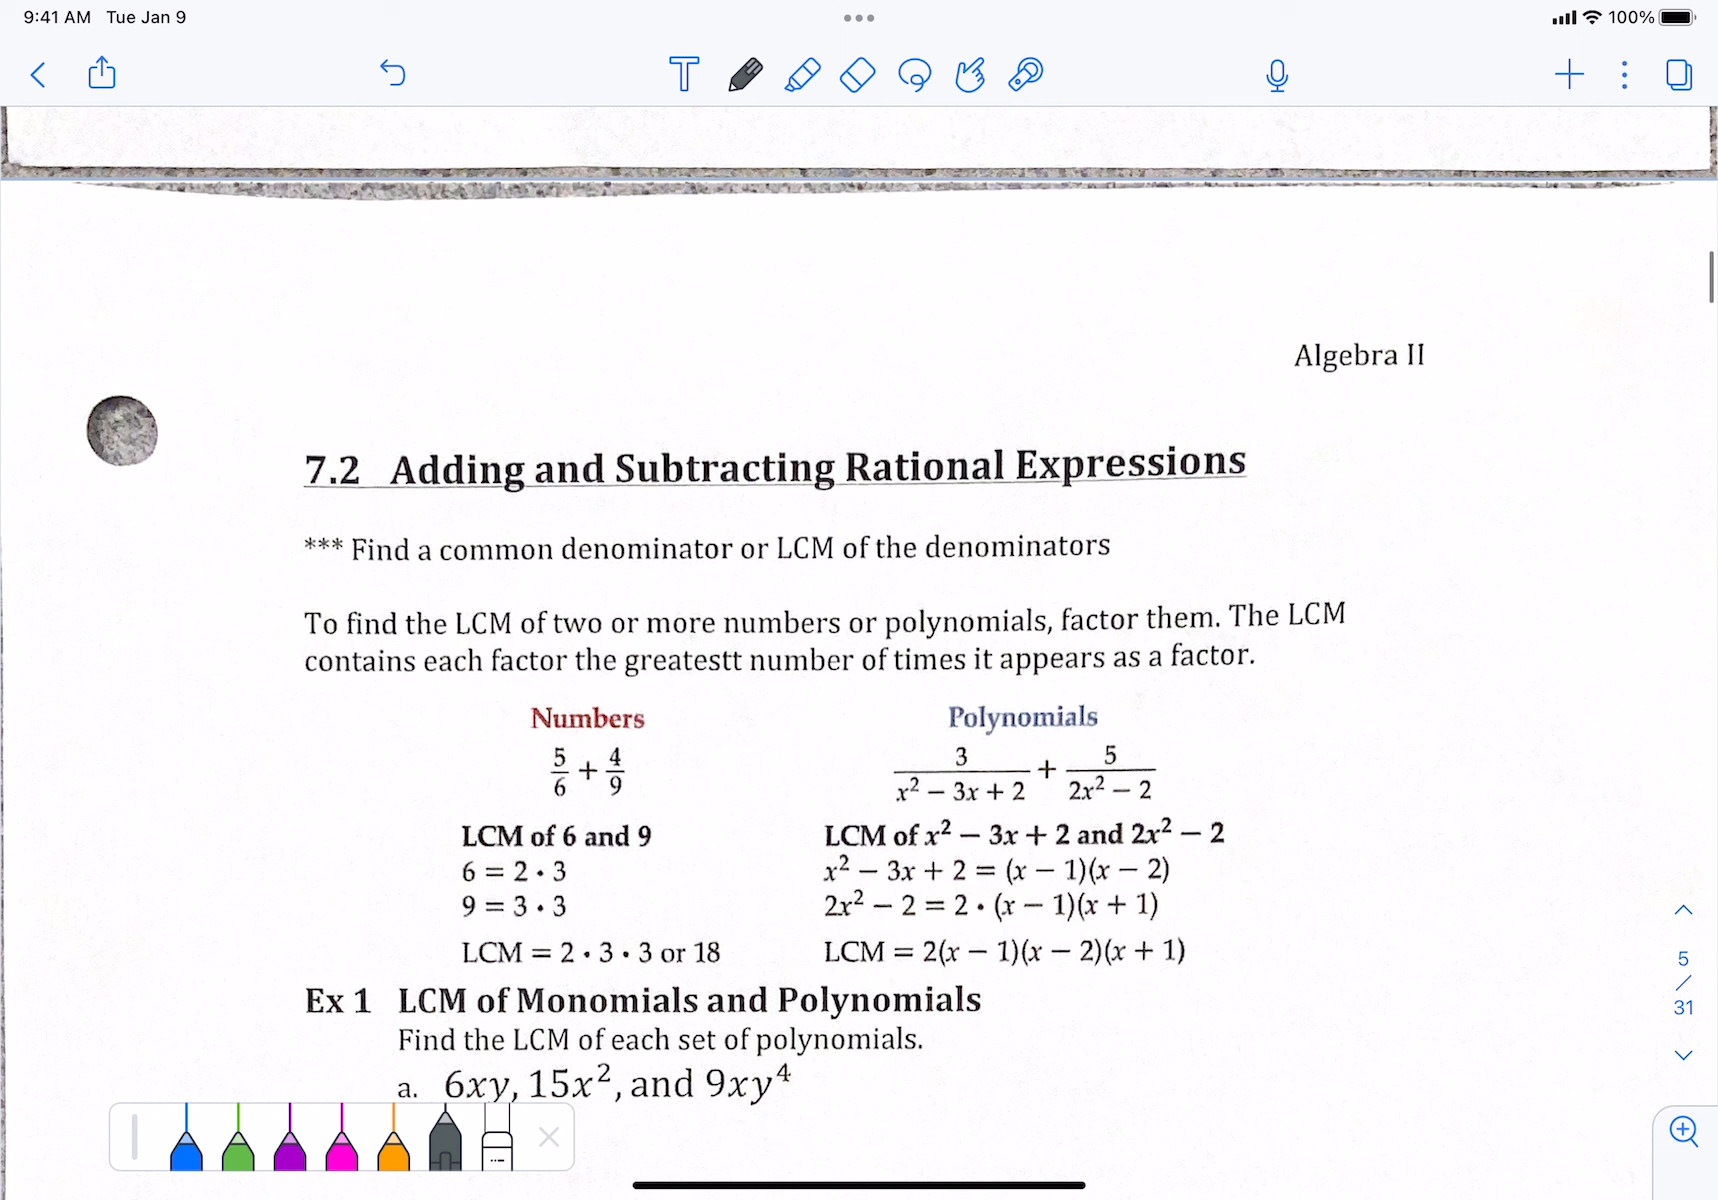 9:41 AM Tue Jan 9
100%
Algebra II
7.2 Adding and Subtracting Rational Expressions
*** Find a common denominator or LCM of the denominators
To find the LCM of two or more numbers or polynomials, factor them. The LCM
contains each factor the greatestt number of times it appears as a factor.
Numbers
5/6 + 4/9
LCM of 6 and 9
6 = 2 · 3
9 = 3 · 3
LCM = 2 · 3 · 3 or 18
Polynomials
3/(x² − 3x + 2) + 5/(2x² − 2)
LCM of x² − 3x + 2 and 2x² − 2
x² − 3x + 2 = (x − 1)(x − 2)
2x² − 2 = 2 · (x − 1)(x + 1)
LCM = 2(x − 1)(x − 2)(x + 1)
Ex 1 LCM of Monomials and Polynomials
Find the LCM of each set of polynomials.
a. 6xy, 15x², and 9xy⁴
5
/
31